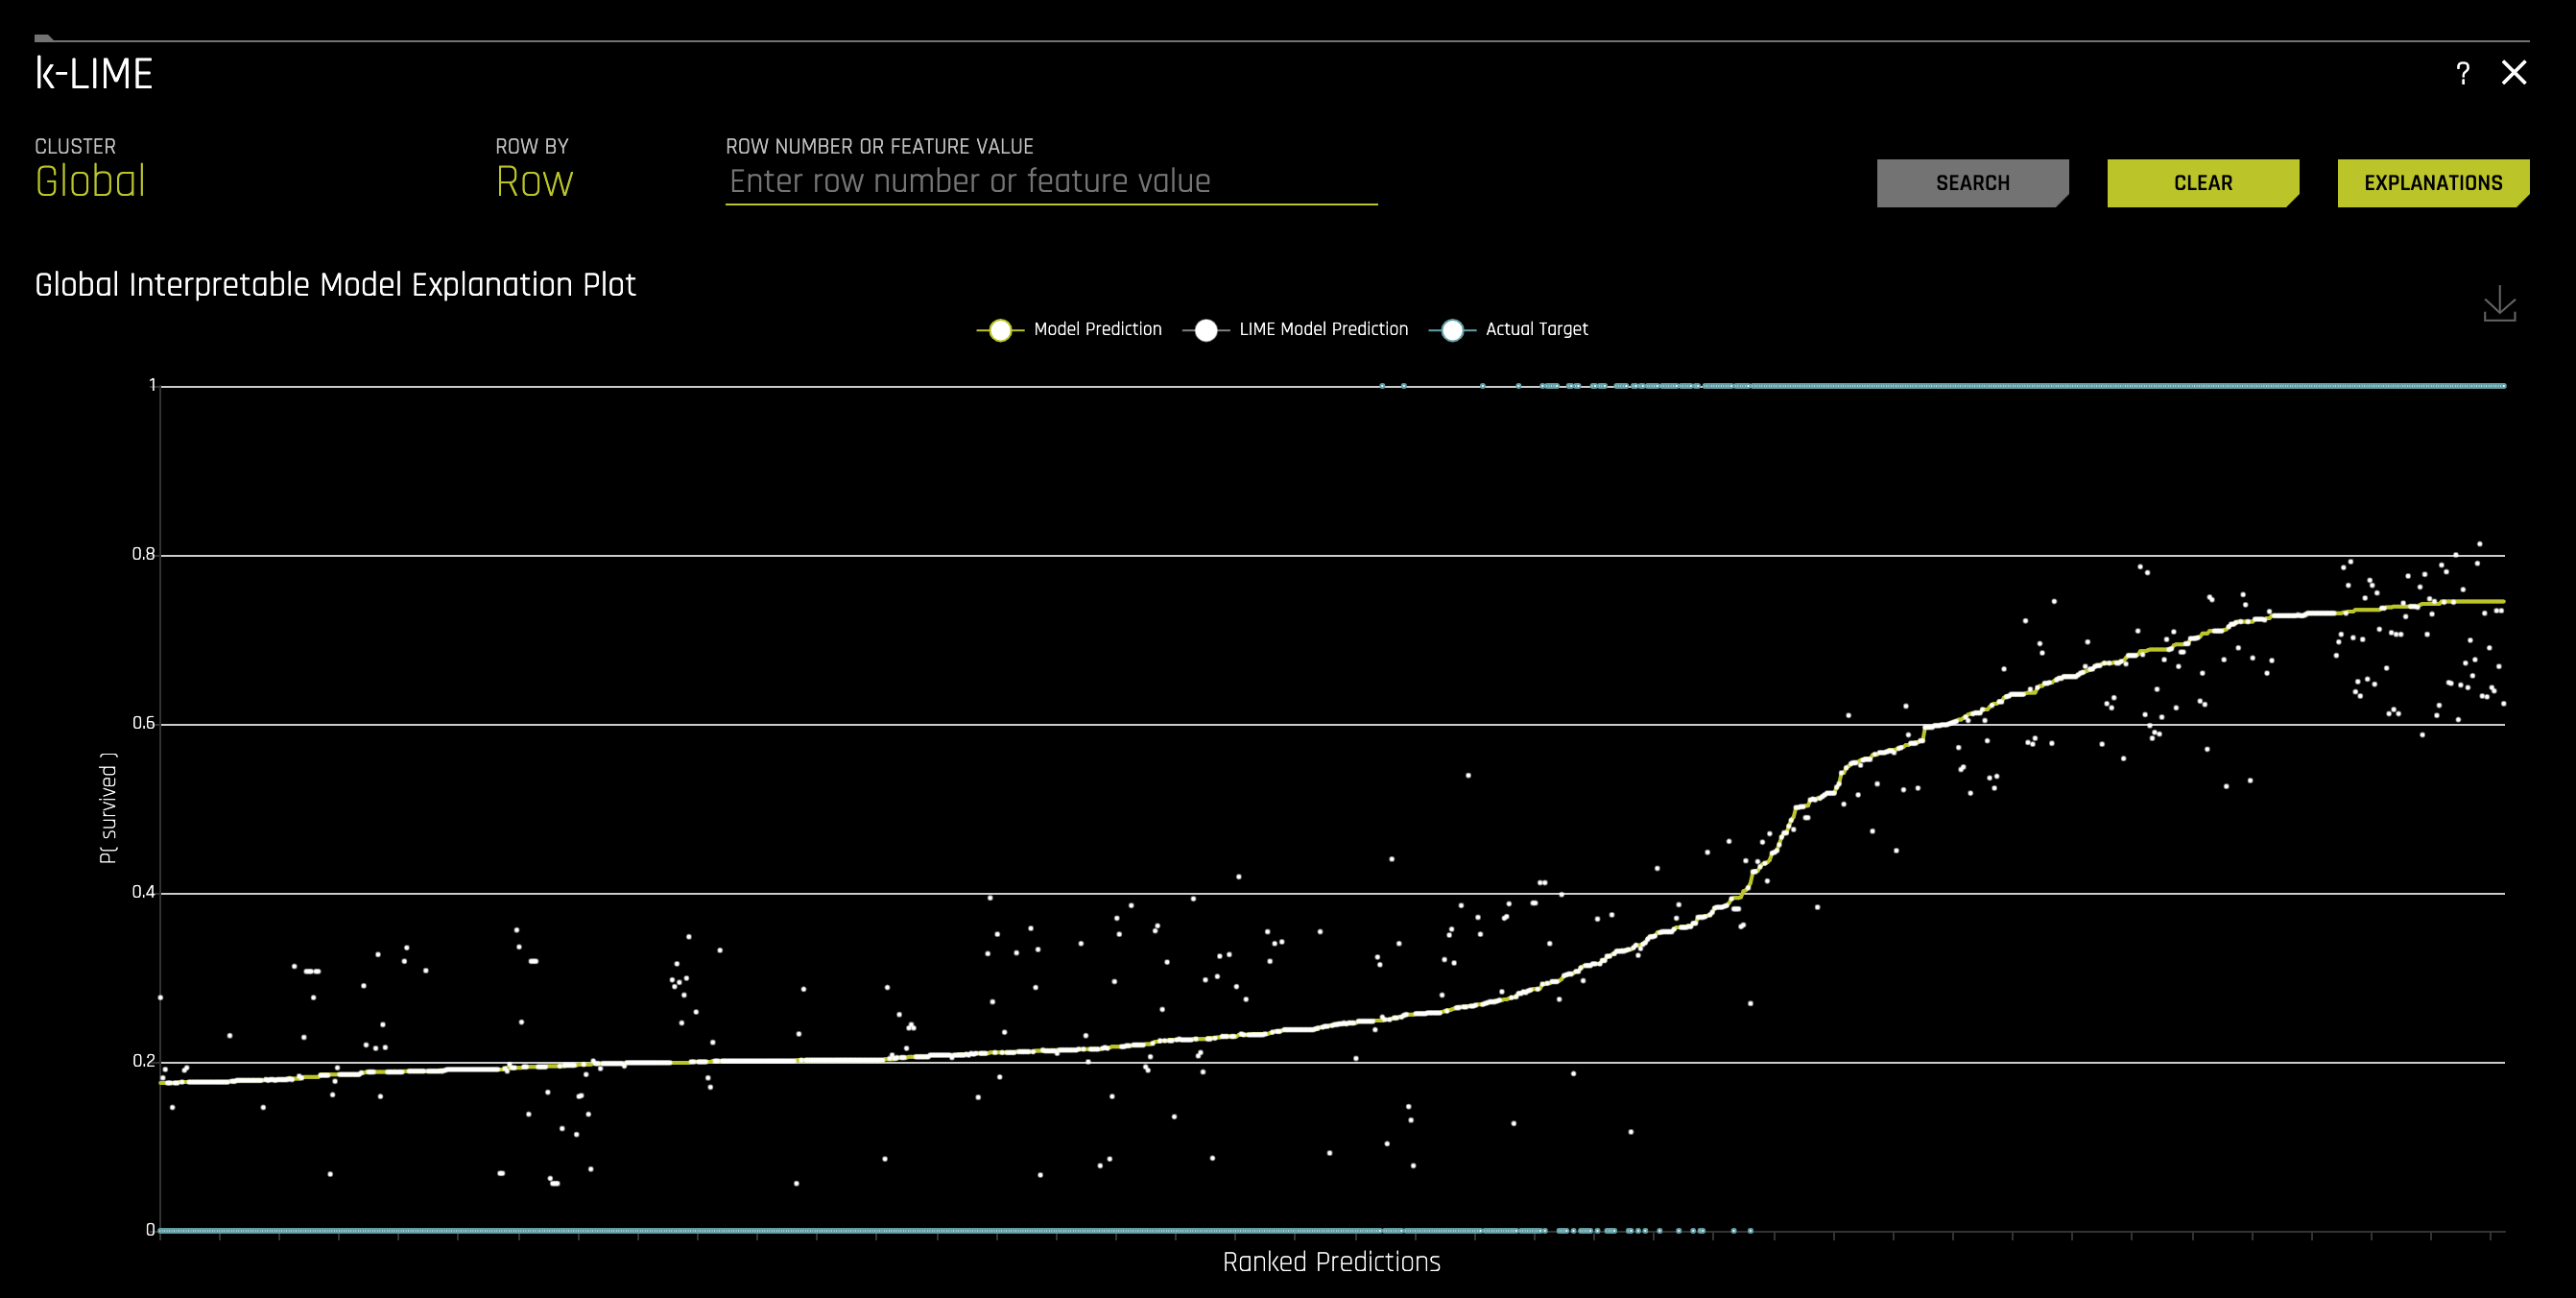 k-LIME
?
CLUSTER
Global
ROW BY
Row
ROW NUMBER OR FEATURE VALUE
Enter row number or feature value
SEARCH
CLEAR
EXPLANATIONS
Global Interpretable Model Explanation Plot
Model Prediction
LIME Model Prediction
Actual Target
1
0.8
0.6
0.4
0.2
0
P( survived )
Ranked Predictions